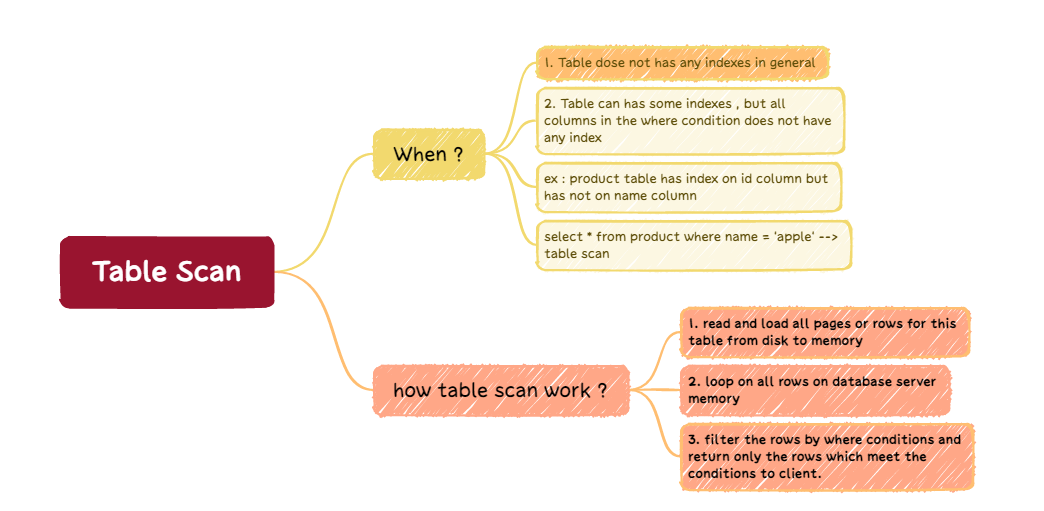 1. Table dose not has any indexes in general
2. Table can has some indexes , but all
columns in the where condition does not have
any index
When ?
ex : product table has index on id column but
has not on name column
select * from product where name = 'apple' -->
table scan
Table Scan
1. read and load all pages or rows for this
table from disk to memory
how table scan work ?
2. loop on all rows on database server
memory
3. filter the rows by where conditions and
return only the rows which meet the
conditions to client.